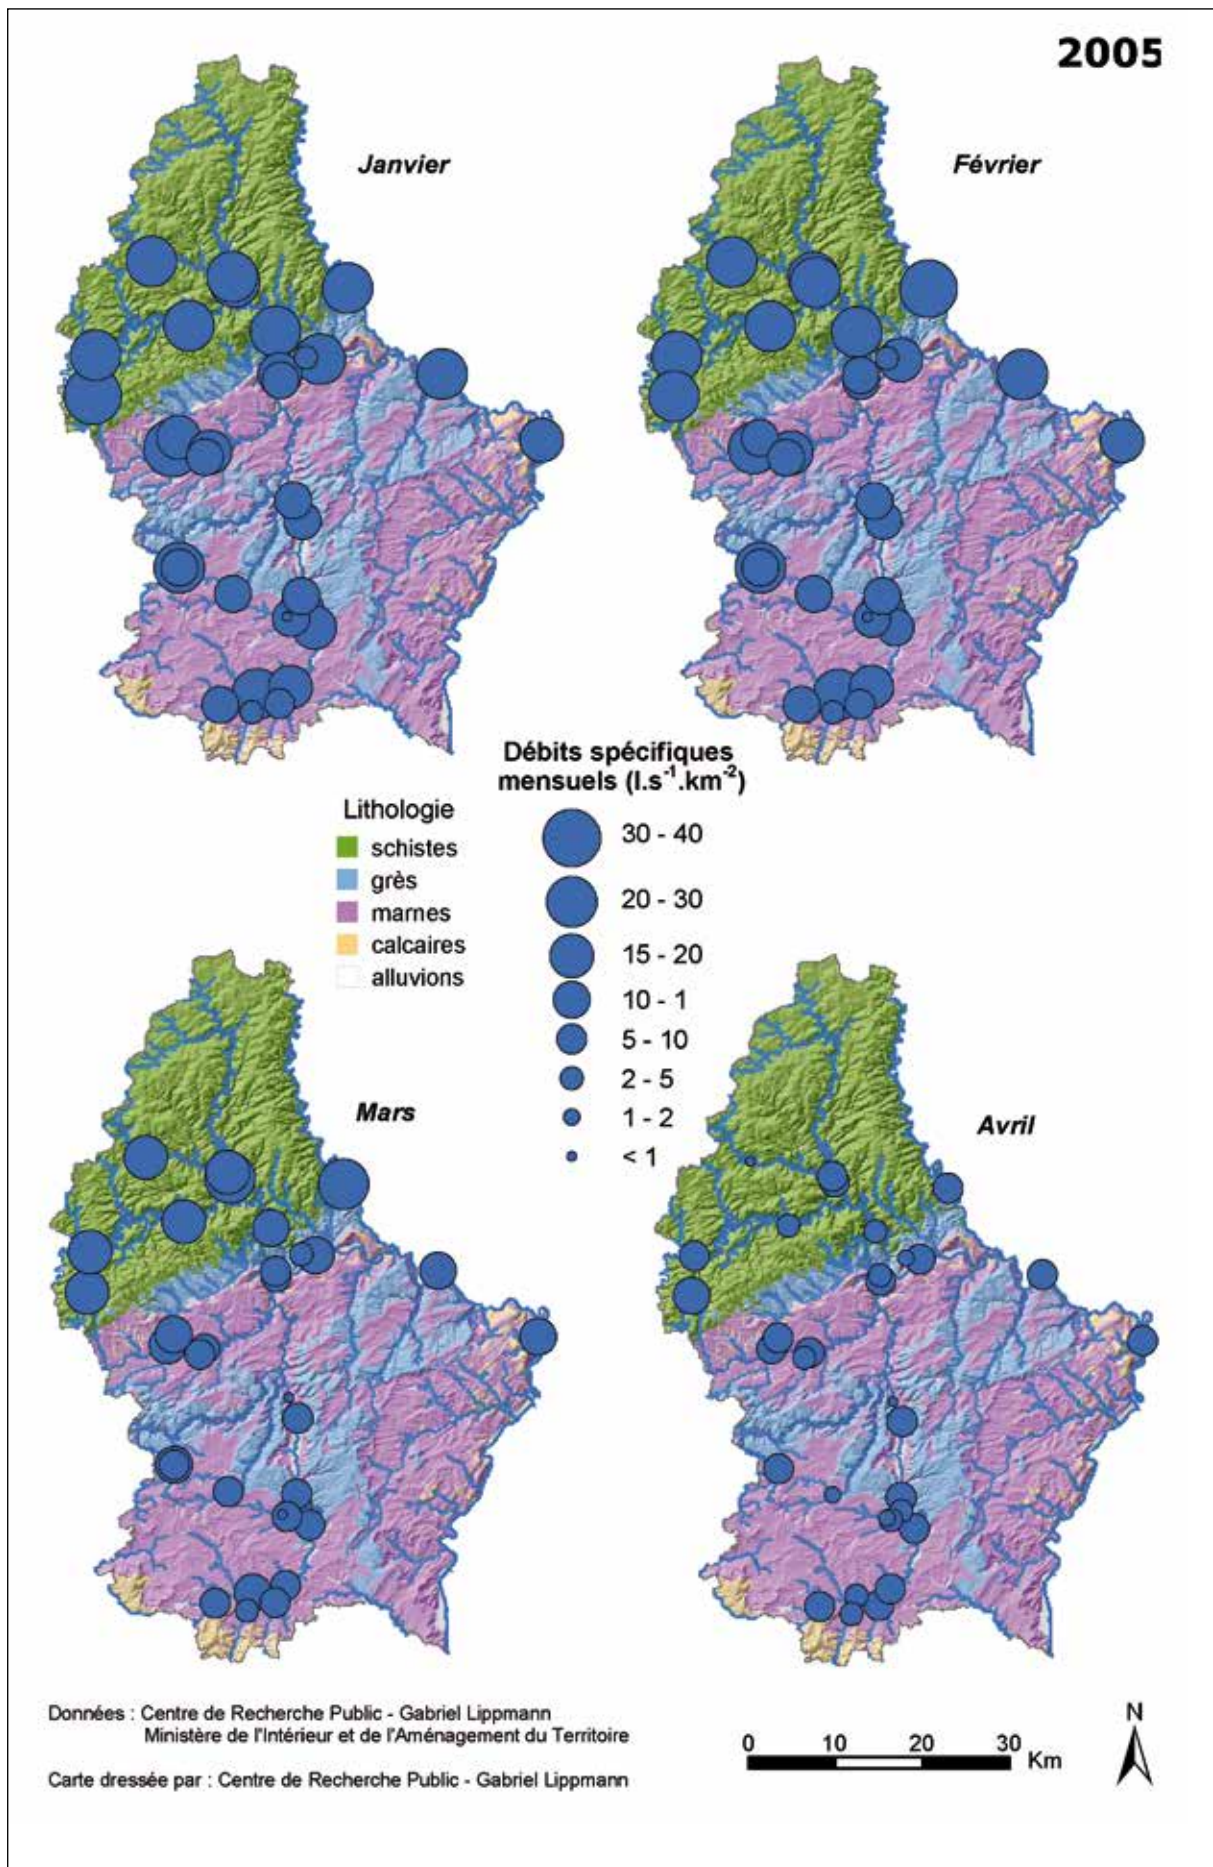 2005
Janvier
Février
Débits spécifiques
mensuels (l.s-1.km-2)
30 - 40
20 - 30
15 - 20
10 - 1
5 - 10
2 - 5
1 - 2
< 1
Lithologie
schistes
grès
marnes
calcaires
alluvions
Mars
Avril
Données : Centre de Recherche Public - Gabriel Lippmann
Ministère de l'Intérieur et de l'Aménagement du Territoire
Carte dressée par : Centre de Recherche Public - Gabriel Lippmann
0 10 20 30
Km
N